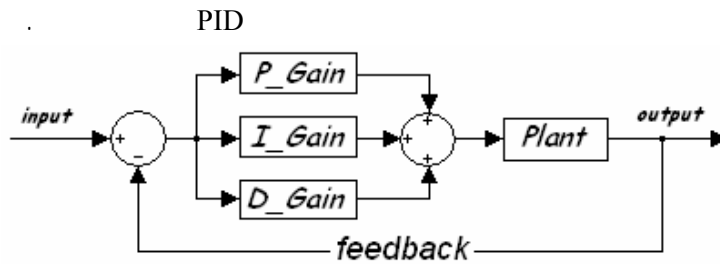 . PID
P_Gain
input
output
I_Gain
Plant
D_Gain
feedback